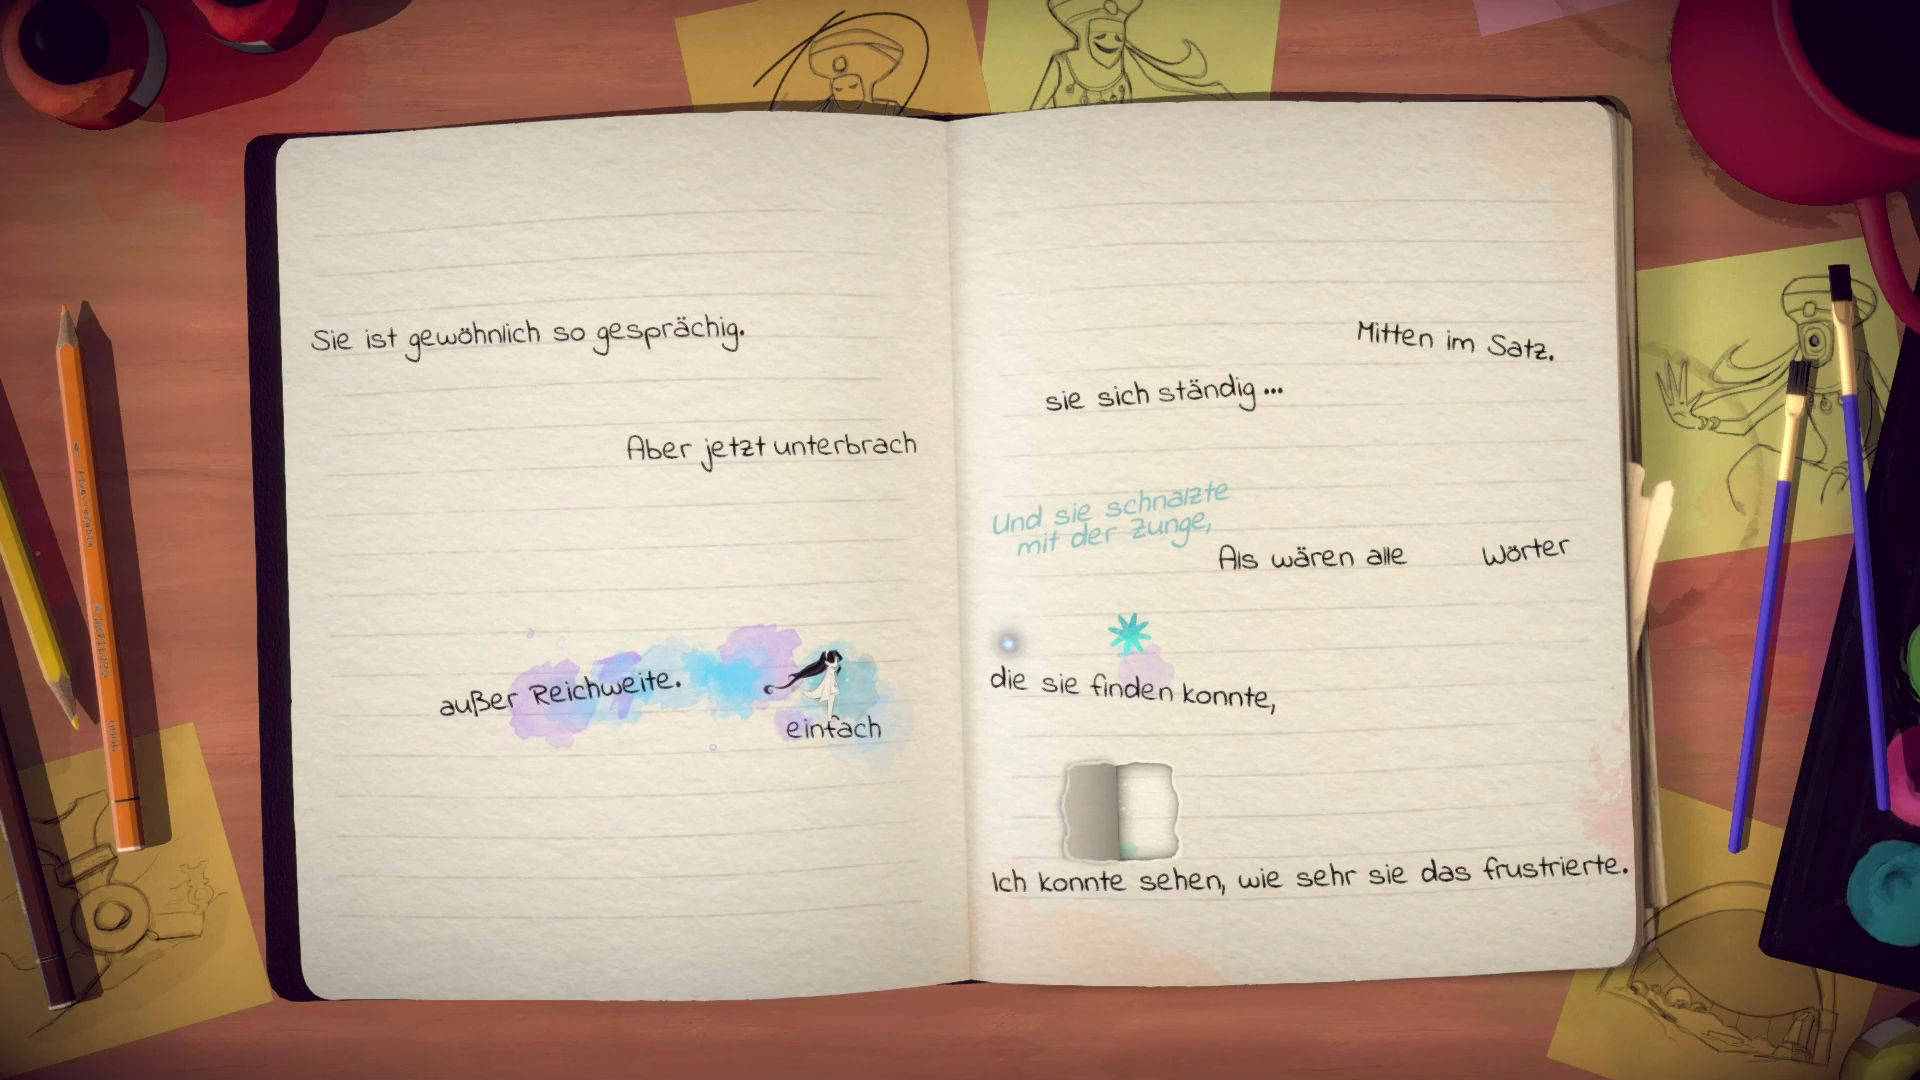 Sie ist gewöhnlich so gesprächig.
Aber jetzt unterbrach
außer Reichweite.
einfach
Mitten im Satz.
sie sich ständig ...
Und sie schnalzte
mit der Zunge,
Als wären alle Wörter
die sie finden konnte,
Ich konnte sehen, wie sehr sie das frustrierte.